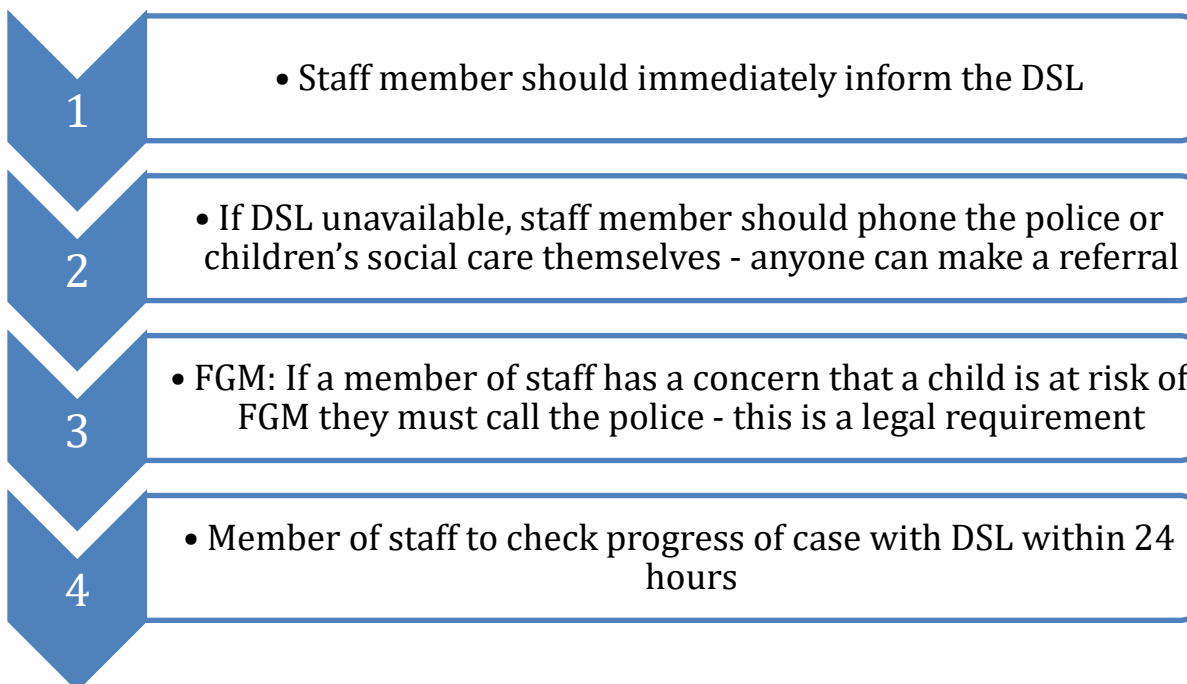 1
• Staff member should immediately inform the DSL
2
• If DSL unavailable, staff member should phone the police or
children’s social care themselves - anyone can make a referral
3
• FGM: If a member of staff has a concern that a child is at risk of
FGM they must call the police - this is a legal requirement
4
• Member of staff to check progress of case with DSL within 24
hours